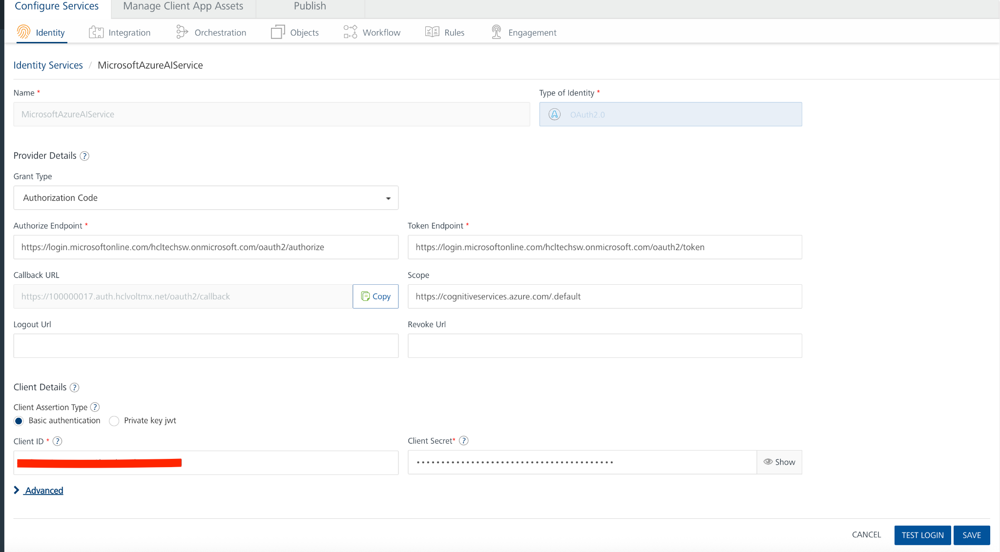 Configure Services Manage Client App Assets Publish
Identity Integration Orchestration Objects Workflow Rules Engagement
Identity Services / MicrosoftAzureAIService
Name * Type of Identity *
MicrosoftAzureAIService OAuth2.0
Provider Details ?
Grant Type
Authorization Code
Authorize Endpoint * Token Endpoint *
https://login.microsoftonline.com/hcltechsw.onmicrosoft.com/oauth2/authorize https://login.microsoftonline.com/hcltechsw.onmicrosoft.com/oauth2/token
Callback URL Scope
https://100000017.auth.hclvoltmx.net/oauth2/callback Copy https://cognitiveservices.azure.com/.default
Logout Url Revoke Url
Client Details ?
Client Assertion Type ?
Basic authentication Private key jwt
Client ID * ? Client Secret* ?
Show
Advanced
CANCEL TEST LOGIN SAVE